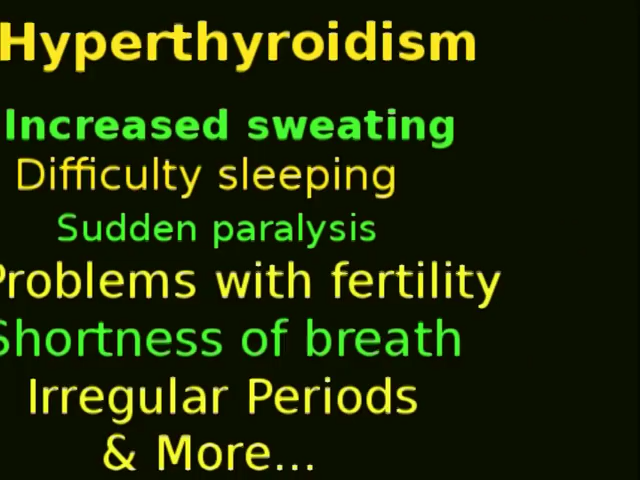 Hyperthyroidism
Increased sweating
Difficulty sleeping
Sudden paralysis
Problems with fertility
Shortness of breath
Irregular Periods
& More...